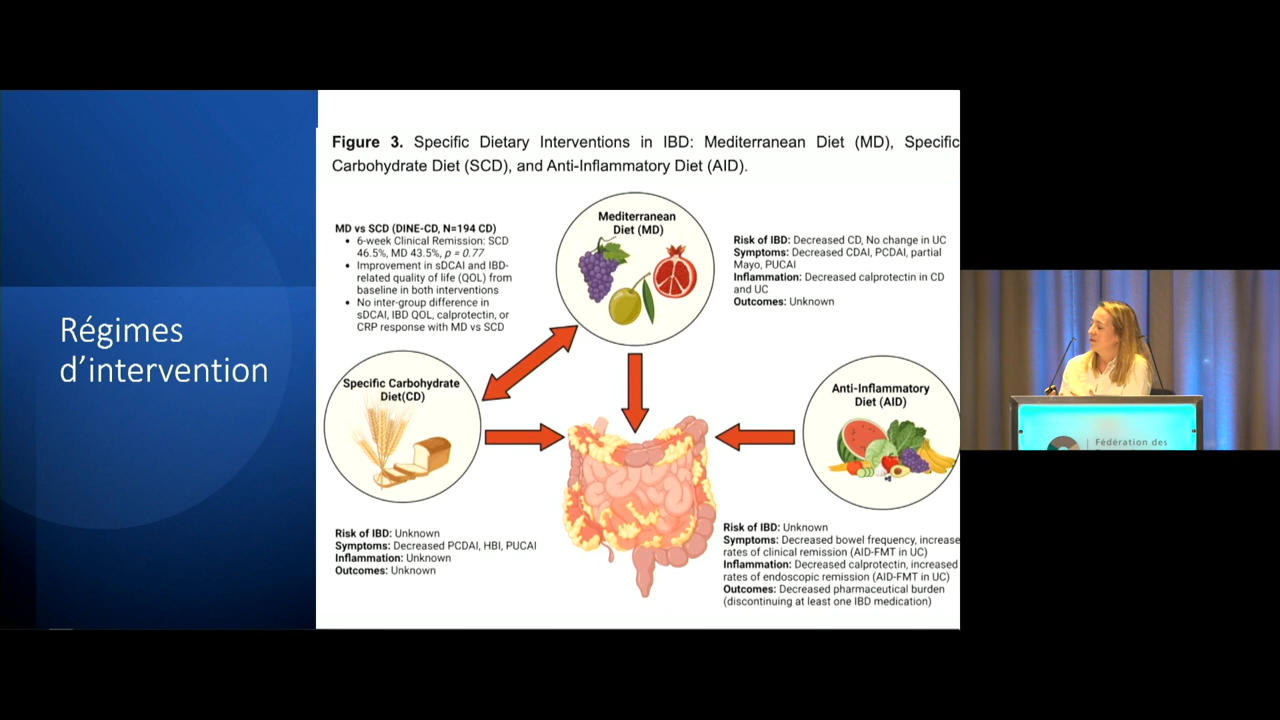 Régimes
d'intervention
Figure 3. Specific Dietary Interventions in IBD: Mediterranean Diet (MD), Specific
Carbohydrate Diet (SCD), and Anti-Inflammatory Diet (AID).
MD vs SCD (DINE-CD, N=194 CD)
• 6-week Clinical Remission: SCD
46.5%, MD 43.5%, p = 0.77
• Improvement in sDCAI and IBD-
related quality of life (QOL) from
baseline in both interventions
• No inter-group difference in
sDCAI, IBD QOL, calprotectin, or
CRP response with MD vs SCD
Mediterranean
Diet (MD)
Risk of IBD: Decreased CD, No change in UC
Symptoms: Decreased CDAI, PCDAI, partial
Mayo, PUCAI
Inflammation: Decreased calprotectin in CD
and UC
Outcomes: Unknown
Specific Carbohydrate
Diet(CD)
Anti-Inflammatory
Diet (AID)
Risk of IBD: Unknown
Symptoms: Decreased PCDAI, HBI, PUCAI
Inflammation: Unknown
Outcomes: Unknown
Risk of IBD: Unknown
Symptoms: Decreased bowel frequency, increase
rates of clinical remission (AID-FMT in UC)
Inflammation: Decreased calprotectin, increased
rates of endoscopic remission (AID-FMT in UC)
Outcomes: Decreased pharmaceutical burden
(discontinuing at least one IBD medication)
Fédération des